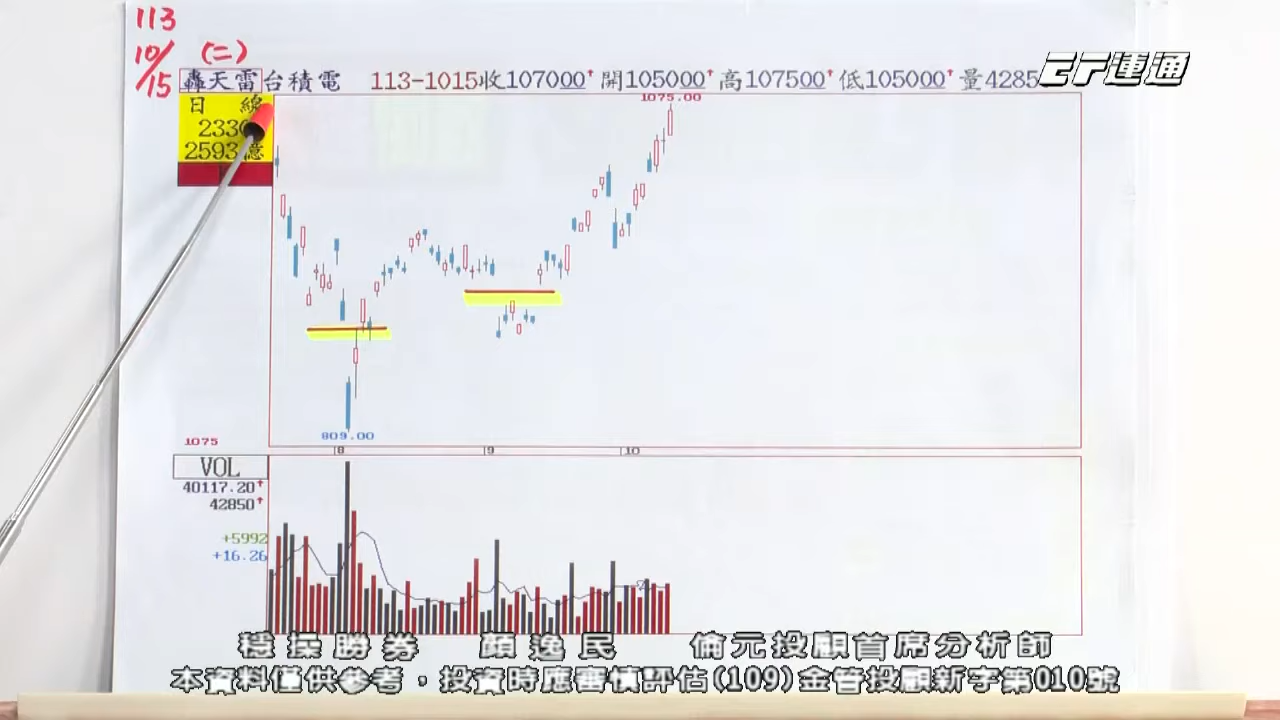 113
10/15 (二)
轟天雷台積電 113-1015收107000↑ 開105000↑ 高107500↑ 低105000↑ 量4285
運通
日 線
233
2593億
1075.00
809.00
1075
8 9 10
VOL
40117.20↑
42850↑
+5992
+16.26
穩操勝券 顏逸民 倫元投顧首席分析師
本資料僅供參考，投資時應審慎評估(109)金管投顧新字第010號